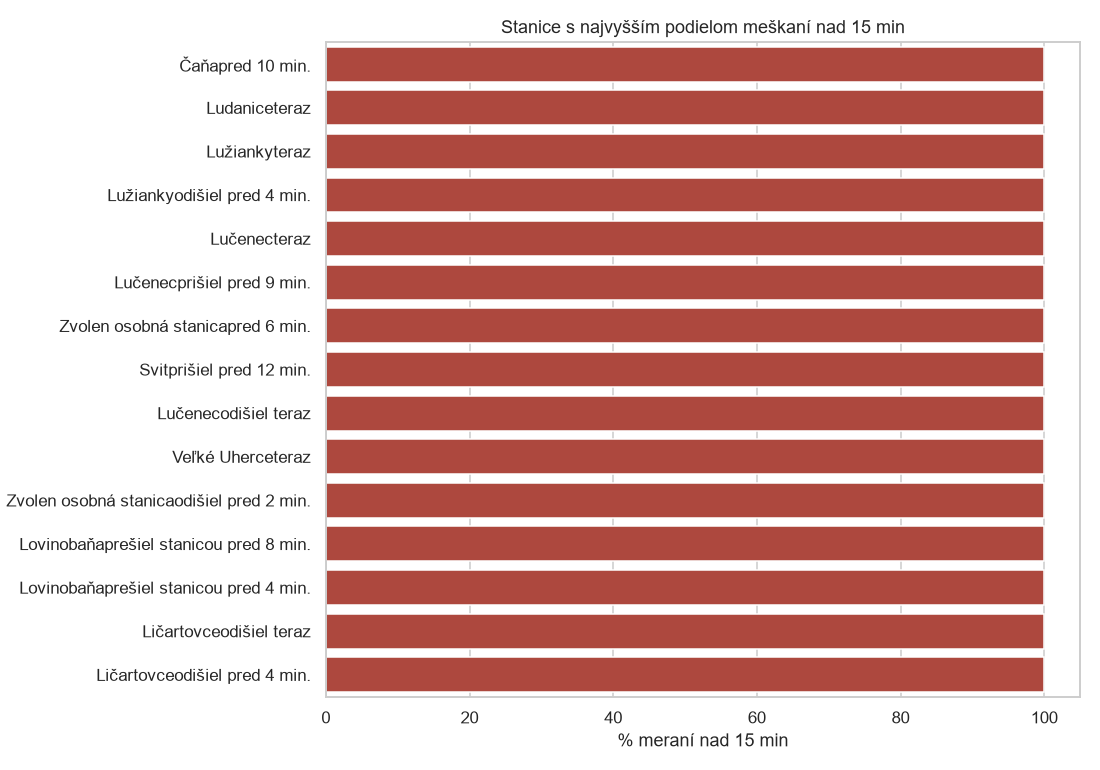 Stanice s najvyšším podielom meškaní nad 15 min
Čaňapred 10 min.
Ludaniceteraz
Lužiankyteraz
Lužiankyodišiel pred 4 min.
Lučenecteraz
Lučenecprišiel pred 9 min.
Zvolen osobná stanicapred 6 min.
Svitprišiel pred 12 min.
Lučenecodišiel teraz
Veľké Uherceteraz
Zvolen osobná stanicaodišiel pred 2 min.
Lovinobaňaprešiel stanicou pred 8 min.
Lovinobaňaprešiel stanicou pred 4 min.
Ličartovceodišiel teraz
Ličartovceodišiel pred 4 min.
0 20 40 60 80 100
% meraní nad 15 min